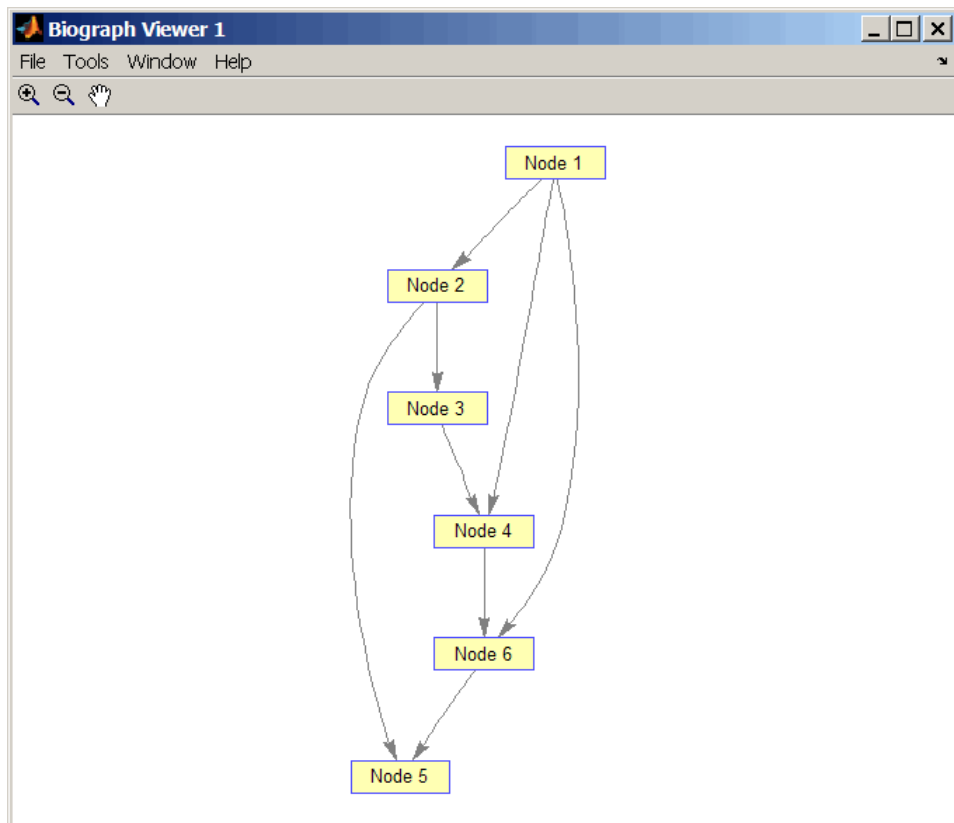 Biograph Viewer 1
File Tools Window Help
Node 1
Node 2
Node 3
Node 4
Node 6
Node 5